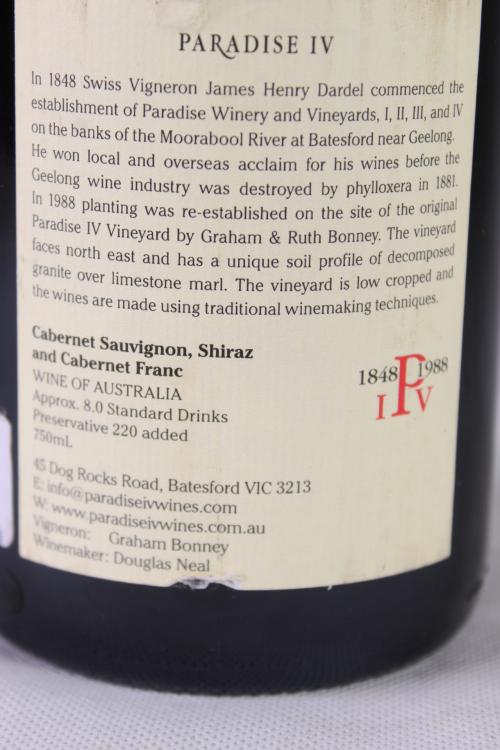 PARADISE IV
In 1848 Swiss Vigneron James Henry Dardel commenced the
establishment of Paradise Winery and Vineyards, I, II, III, and IV
on the banks of the Moorabool River at Batesford near Geelong.
He won local and overseas acclaim for his wines before the
Geelong wine industry was destroyed by phylloxera in 1881.
In 1988 planting was re-established on the site of the original
Paradise IV Vineyard by Graham & Ruth Bonney. The vineyard
faces north east and has a unique soil profile of decomposed
granite over limestone marl. The vineyard is low cropped and
the wines are made using traditional winemaking techniques.
Cabernet Sauvignon, Shiraz
and Cabernet Franc
WINE OF AUSTRALIA
Approx. 8.0 Standard Drinks
Preservative 220 added
750mL
1848 P 1988
IV
45 Dog Rocks Road, Batesford VIC 3213
E: info@paradiseivwines.com
W: www.paradiseivwines.com.au
Vigneron: Graham Bonney
Winemaker: Douglas Neal